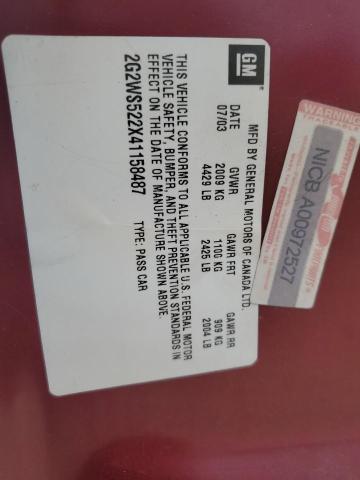 GM
MFD BY GENERAL MOTORS OF CANADA LTD.
DATE GVWR GAWR FRT GAWR RR
07/03 2009 KG 1100 KG 909 KG
4429 LB 2425 LB 2004 LB
THIS VEHICLE CONFORMS TO ALL APPLICABLE U.S. FEDERAL MOTOR
VEHICLE SAFETY, BUMPER, AND THEFT PREVENTION STANDARDS IN
EFFECT ON THE DATE OF MANUFACTURE SHOWN ABOVE.
2G2WS522X41158487 TYPE: PASS CAR
WARNING
NICB A00972527